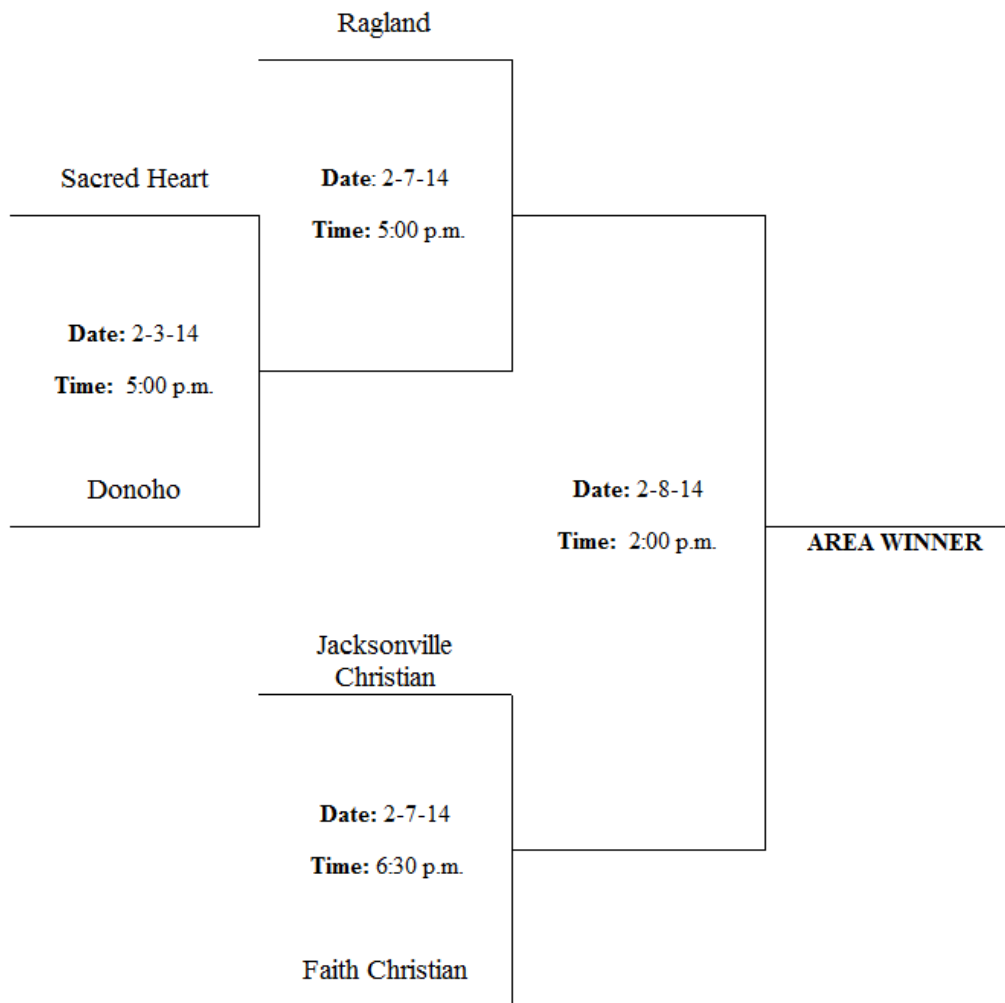 Ragland
Sacred Heart
Date: 2-7-14
Time: 5:00 p.m.
Date: 2-3-14
Time: 5:00 p.m.
Donoho
Date: 2-8-14
Time: 2:00 p.m.
AREA WINNER
Jacksonville
Christian
Date: 2-7-14
Time: 6:30 p.m.
Faith Christian